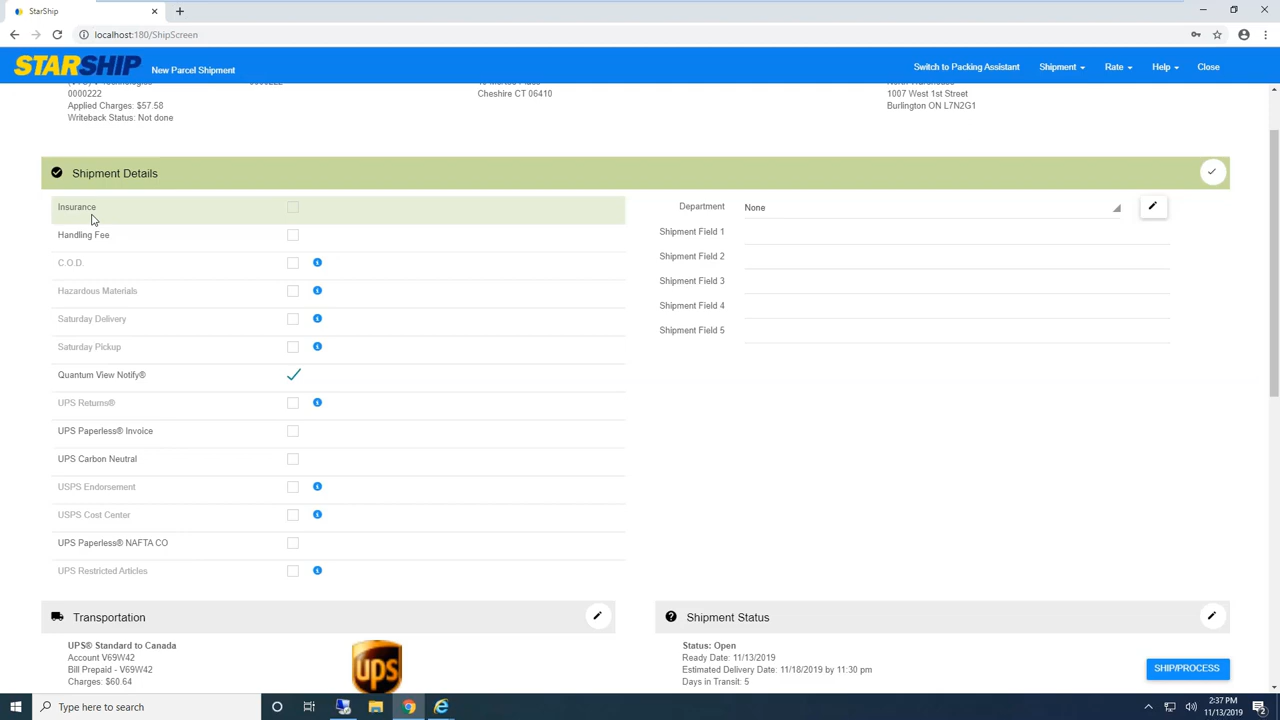 StarShip
localhost:180/ShipScreen
STARSHIP New Parcel Shipment
Switch to Packing Assistant Shipment Rate Help Close
0000222
Applied Charges: $57.58
Writeback Status: Not done
Cheshire CT 06410
1007 West 1st Street
Burlington ON L7N2G1
Shipment Details
Insurance
Handling Fee
C.O.D.
Hazardous Materials
Saturday Delivery
Saturday Pickup
Quantum View Notify®
UPS Returns®
UPS Paperless® Invoice
UPS Carbon Neutral
USPS Endorsement
USPS Cost Center
UPS Paperless® NAFTA CO
UPS Restricted Articles
Department None
Shipment Field 1
Shipment Field 2
Shipment Field 3
Shipment Field 4
Shipment Field 5
Transportation
UPS® Standard to Canada
Account V69W42
Bill Prepaid - V69W42
Charges: $60.64
ups
Shipment Status
Status: Open
Ready Date: 11/13/2019
Estimated Delivery Date: 11/18/2019 by 11:30 pm
Days in Transit: 5
SHIP/PROCESS
Type here to search
2:37 PM
11/13/2019
2